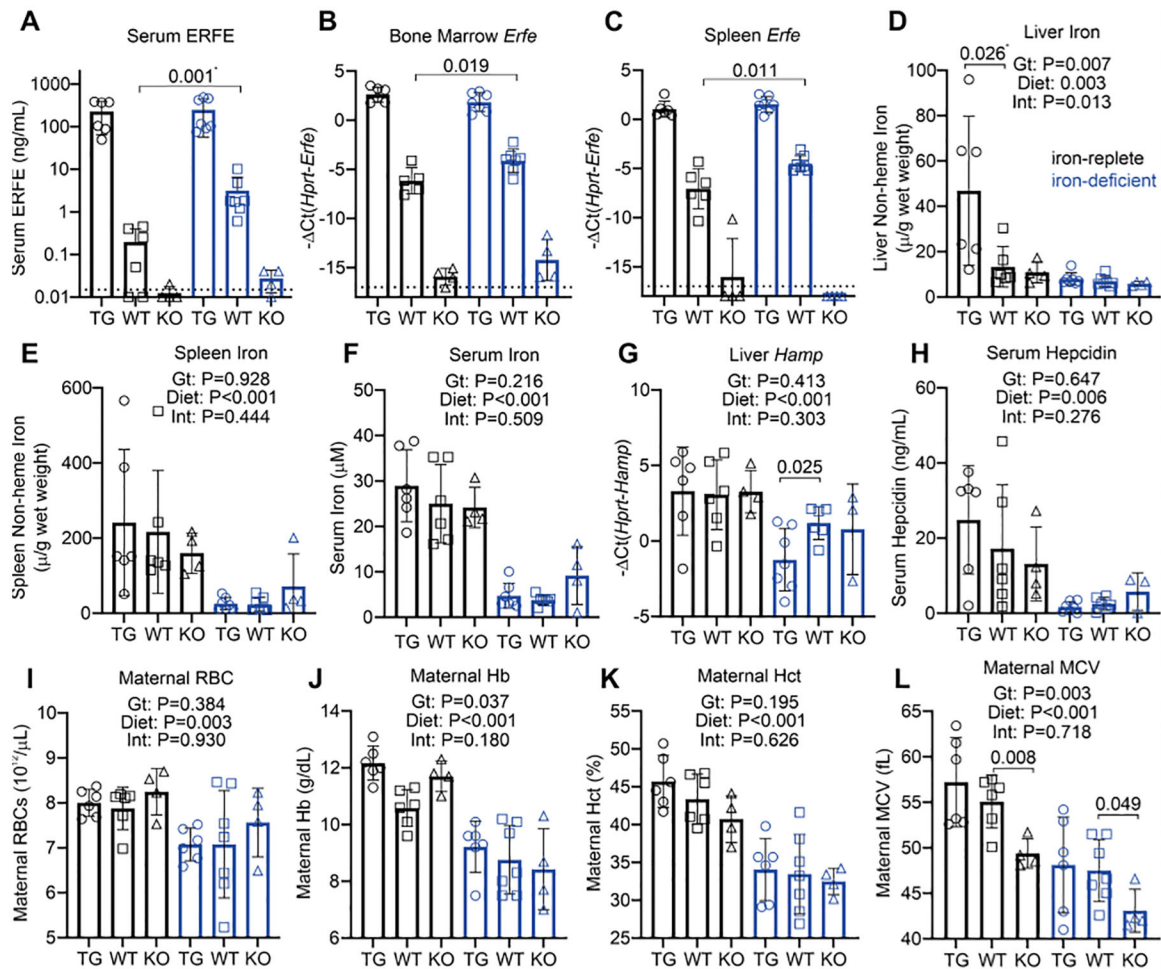 A
Serum ERFE
0.001*
Serum ERFE (ng/mL)
1000
100
10
1
0.1
0.01
TG WT KO TG WT KO
B
Bone Marrow Erfe
0.019
-ΔCt(Hprt-Erfe)
5
0
-5
-10
-15
TG WT KO TG WT KO
C
Spleen Erfe
0.011
-ΔCt(Hprt-Erfe)
5
0
-5
-10
-15
TG WT KO TG WT KO
D
Liver Iron
0.026*
Gt: P=0.007
Diet: 0.003
Int: P=0.013
iron-replete
iron-deficient
Liver Non-heme Iron
(μ/g wet weight)
100
80
60
40
20
0
TG WT KO TG WT KO
E
Spleen Iron
Gt: P=0.928
Diet: P<0.001
Int: P=0.444
Spleen Non-heme Iron
(μ/g wet weight)
600
400
200
0
TG WT KO TG WT KO
F
Serum Iron
Gt: P=0.216
Diet: P<0.001
Int: P=0.509
Serum Iron (μM)
50
40
30
20
10
0
TG WT KO TG WT KO
G
Liver Hamp
Gt: P=0.413
Diet: P<0.001
Int: P=0.303
0.025
-ΔCt(Hprt-Hamp)
10
5
0
-5
TG WT KO TG WT KO
H
Serum Hepcidin
Gt: P=0.647
Diet: P=0.006
Int: P=0.276
Serum Hepcidin (ng/mL)
60
40
20
0
TG WT KO TG WT KO
I
Maternal RBC
Gt: P=0.384
Diet: P=0.003
Int: P=0.930
Maternal RBCs (10¹²/μL)
10
9
8
7
6
5
TG WT KO TG WT KO
J
Maternal Hb
Gt: P=0.037
Diet: P<0.001
Int: P=0.180
Maternal Hb (g/dL)
14
12
10
8
6
TG WT KO TG WT KO
K
Maternal Hct
Gt: P=0.195
Diet: P<0.001
Int: P=0.626
Maternal Hct (%)
50
45
40
35
30
25
TG WT KO TG WT KO
L
Maternal MCV
Gt: P=0.003
Diet: P<0.001
Int: P=0.718
0.008
0.049
Maternal MCV (fL)
65
60
55
50
45
40
TG WT KO TG WT KO